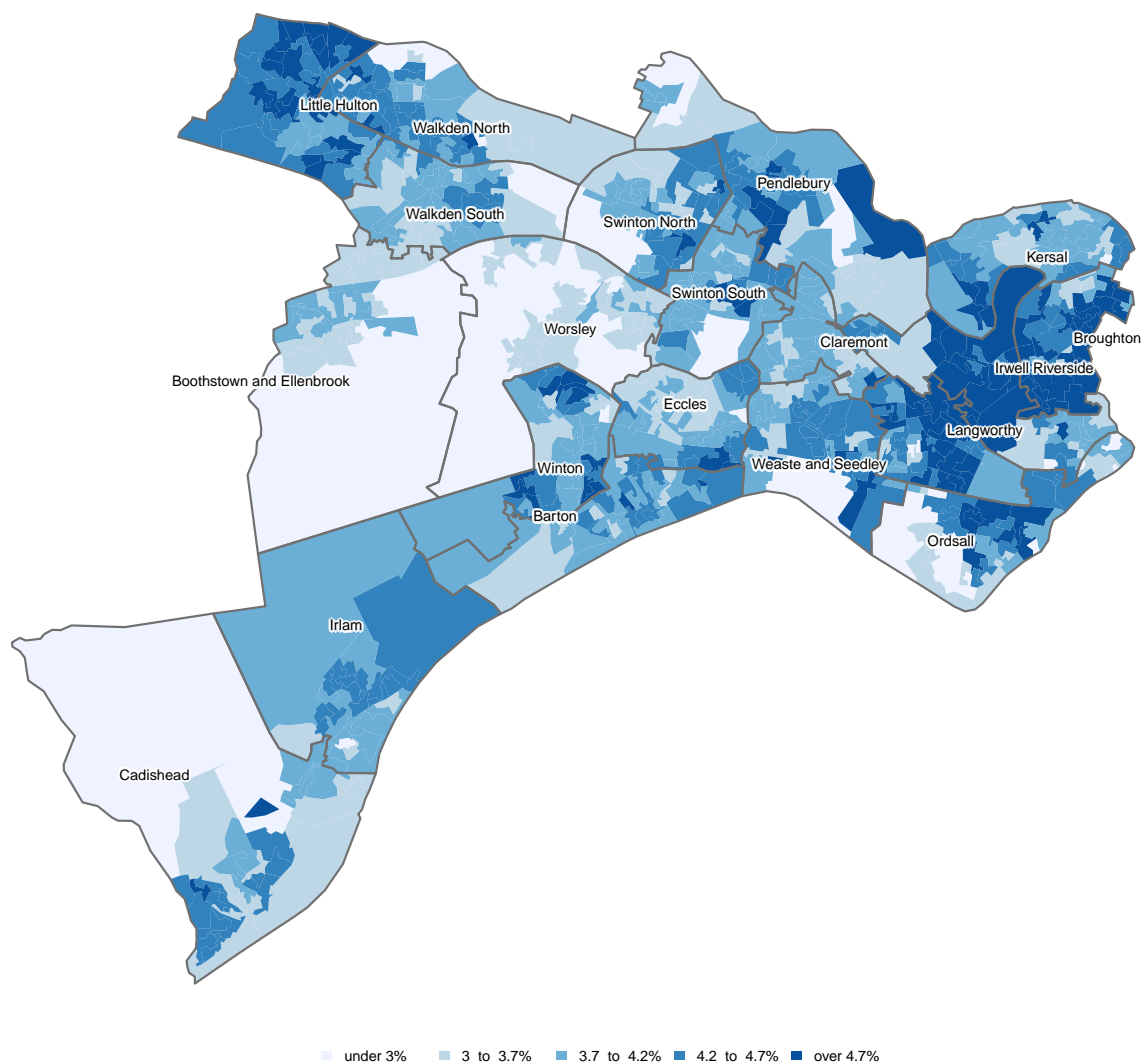 Little Hulton
Walkden North
Pendlebury
Walkden South
Swinton North
Kersal
Swinton South
Worsley
Claremont
Broughton
Irwell Riverside
Boothstown and Ellenbrook
Eccles
Langworthy
Winton
Weaste and Seedley
Barton
Ordsall
Irlam
Cadishead
under 3%
3 to 3.7%
3.7 to 4.2%
4.2 to 4.7%
over 4.7%